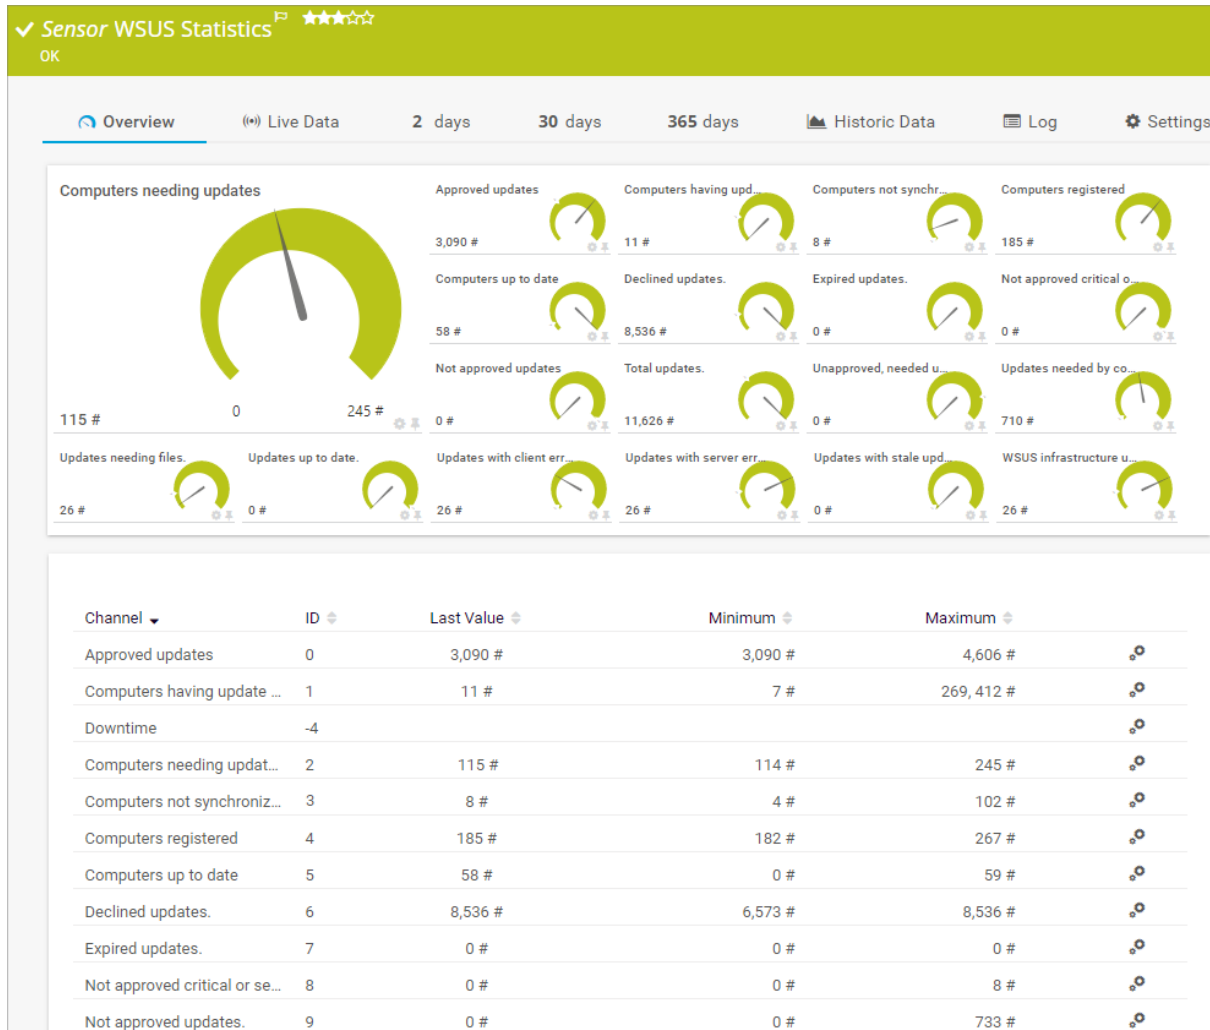 Sensor WSUS Statistics
OK
Overview Live Data 2 days 30 days 365 days Historic Data Log Settings
Computers needing updates
115 #
0 245 #
Approved updates Computers having upd... Computers not synchr... Computers registered
3,090 # 11 # 8 # 185 #
Computers up to date Declined updates. Expired updates. Not approved critical o...
58 # 8,536 # 0 # 0 #
Not approved updates Total updates. Unapproved, needed u... Updates needed by co...
0 # 11,626 # 0 # 710 #
Updates needing files. Updates up to date. Updates with client err... Updates with server err... Updates with stale upd... WSUS infrastructure u...
26 # 0 # 26 # 26 # 0 # 26 #
Channel ID Last Value Minimum Maximum
Approved updates 0 3,090 # 3,090 # 4,606 #
Computers having update ... 1 11 # 7 # 269, 412 #
Downtime -4
Computers needing updat... 2 115 # 114 # 245 #
Computers not synchroniz... 3 8 # 4 # 102 #
Computers registered 4 185 # 182 # 267 #
Computers up to date 5 58 # 0 # 59 #
Declined updates. 6 8,536 # 6,573 # 8,536 #
Expired updates. 7 0 # 0 # 0 #
Not approved critical or se... 8 0 # 0 # 8 #
Not approved updates. 9 0 # 0 # 733 #